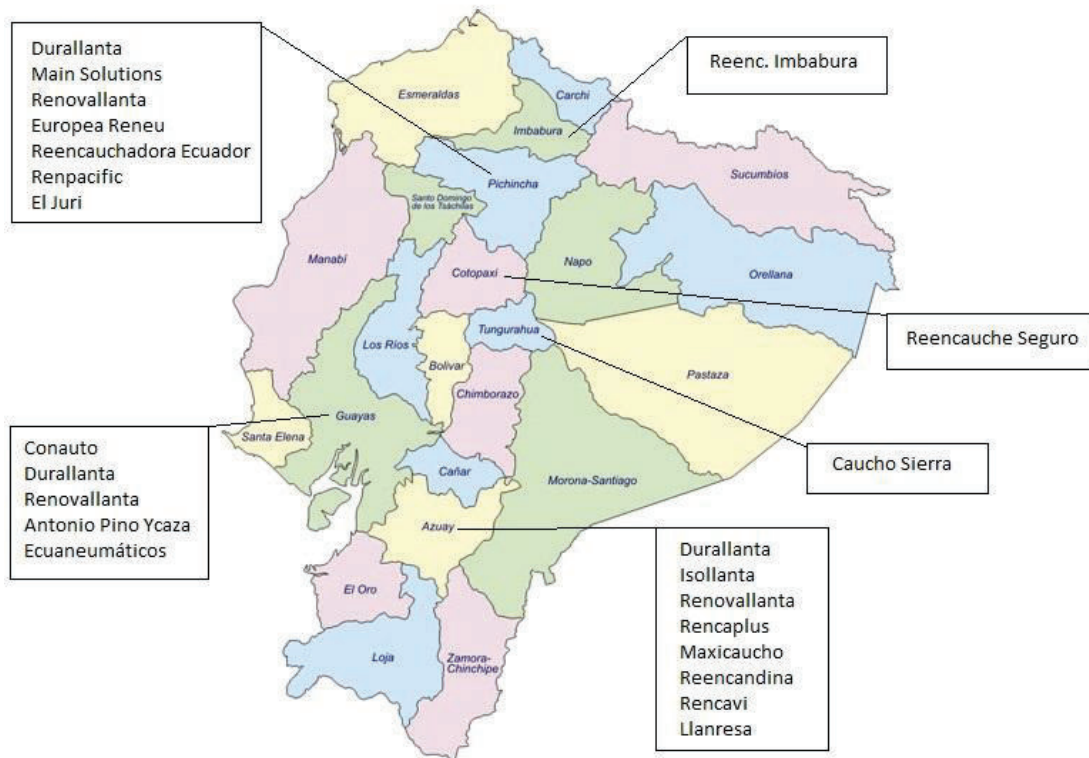 Durallanta
Main Solutions
Renovallanta
Europea Reneu
Reencauchadora Ecuador
Renpacific
El Juri
Reenc. Imbabura
Esmeraldas
Carchi
Imbabura
Pichincha
Sucumbios
Santo Domingo
de los Tsáchilas
Manabí
Cotopaxi
Napo
Orellana
Reencauche Seguro
Los Ríos
Tungurahua
Bolivar
Pastaza
Chimborazo
Guayas
Santa Elena
Conauto
Durallanta
Renovallanta
Antonio Pino Ycaza
Ecuaneumáticos
Caucho Sierra
Cañar
Morona-Santiago
Azuay
Durallanta
Isollanta
Renovallanta
Rencaplus
Maxicaucho
Reencandina
Rencavi
Llanresa
El Oro
Loja
Zamora-
Chinchipe